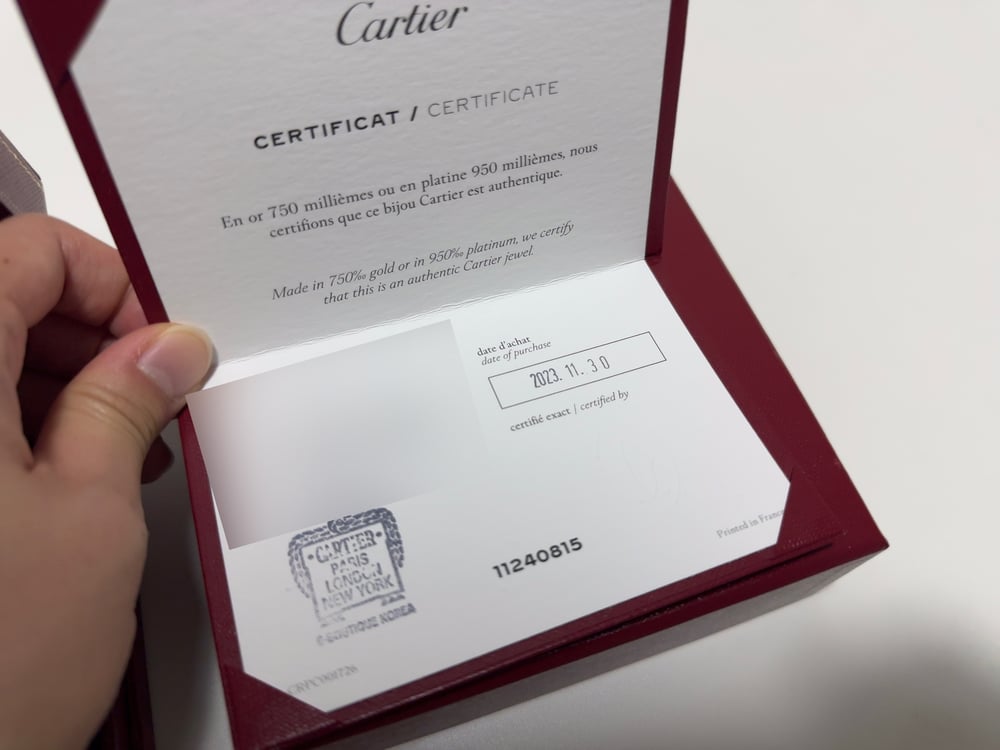 Cartier
CERTIFICAT / CERTIFICATE
En or 750 millièmes ou en platine 950 millièmes, nous
certifions que ce bijou Cartier est authentique.
Made in 750‰ gold or in 950‰ platinum, we certify
that this is an authentic Cartier jewel.
date d'achat
date of purchase
2023. 11. 30
certifié exact | certified by
CARTIER
PARIS
LONDON
NEW YORK
E-BOUTIQUE KOREA
11240815
Printed in France
CRPC001726